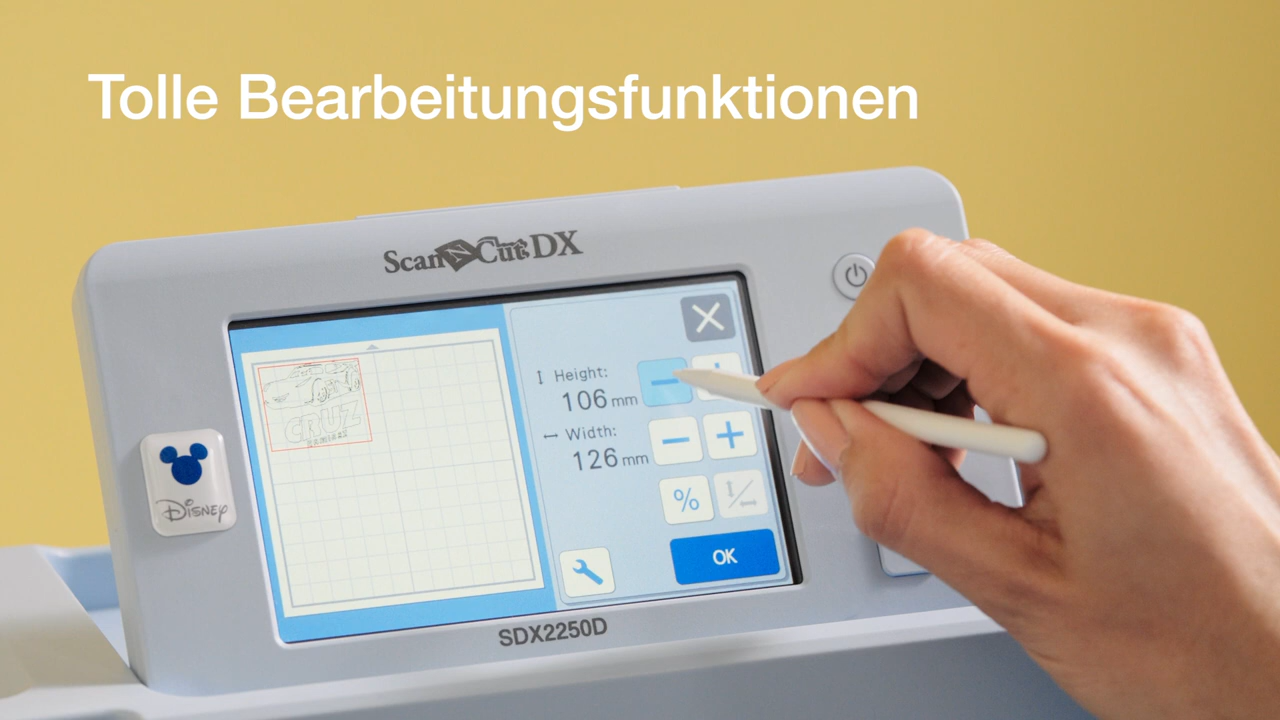 Tolle Bearbeitungsfunktionen
ScanNCut DX
Height:
106 mm
Width:
126 mm
%
OK
CRUZ
Disney
SDX2250D